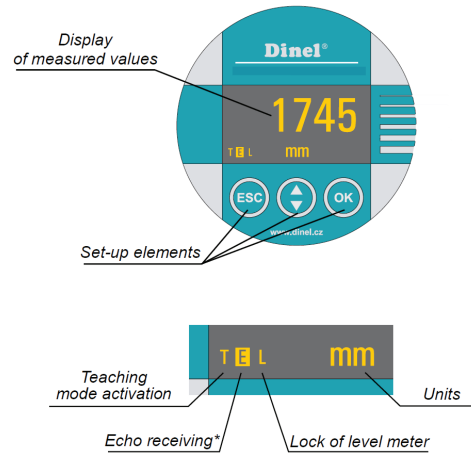 Display
of measured values
Dinel®
1745
T E L mm
ESC
OK
www.dinel.cz
Set-up elements
T E L mm
Teaching
mode activation
Units
Echo receiving*
Lock of level meter